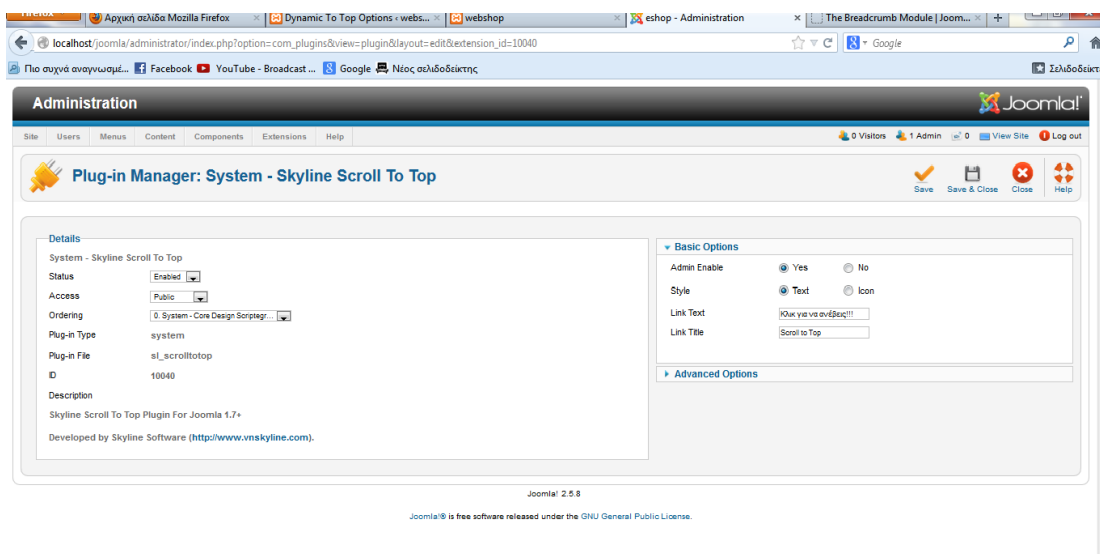 Αρχική σελίδα Mozilla Firefox
Dynamic To Top Options ‹ webs...
webshop
eshop - Administration
The Breadcrumb Module | Joom...
localhost/joomla/administrator/index.php?option=com_plugins&view=plugin&layout=edit&extension_id=10040
Google
Πιο συχνά αναγνωσμέ... Facebook YouTube - Broadcast ... Google Νέος σελιδοδείκτης
Administration
Joomla!
Site Users Menus Content Components Extensions Help
0 Visitors 1 Admin 0 View Site Log out
Plug-in Manager: System - Skyline Scroll To Top
Save Save & Close Close Help
Details
System - Skyline Scroll To Top
Status Enabled
Access Public
Ordering 0. System - Core Design Scriptegr...
Plug-in Type system
Plug-in File sl_scrolltotop
ID 10040
Description
Skyline Scroll To Top Plugin For Joomla 1.7+
Developed by Skyline Software (http://www.vnskyline.com).
Basic Options
Admin Enable Yes No
Style Text Icon
Link Text Κλικ για να ανέβεις!!!
Link Title Scroll to Top
Advanced Options
Joomla! 2.5.8
Joomla!® is free software released under the GNU General Public License.